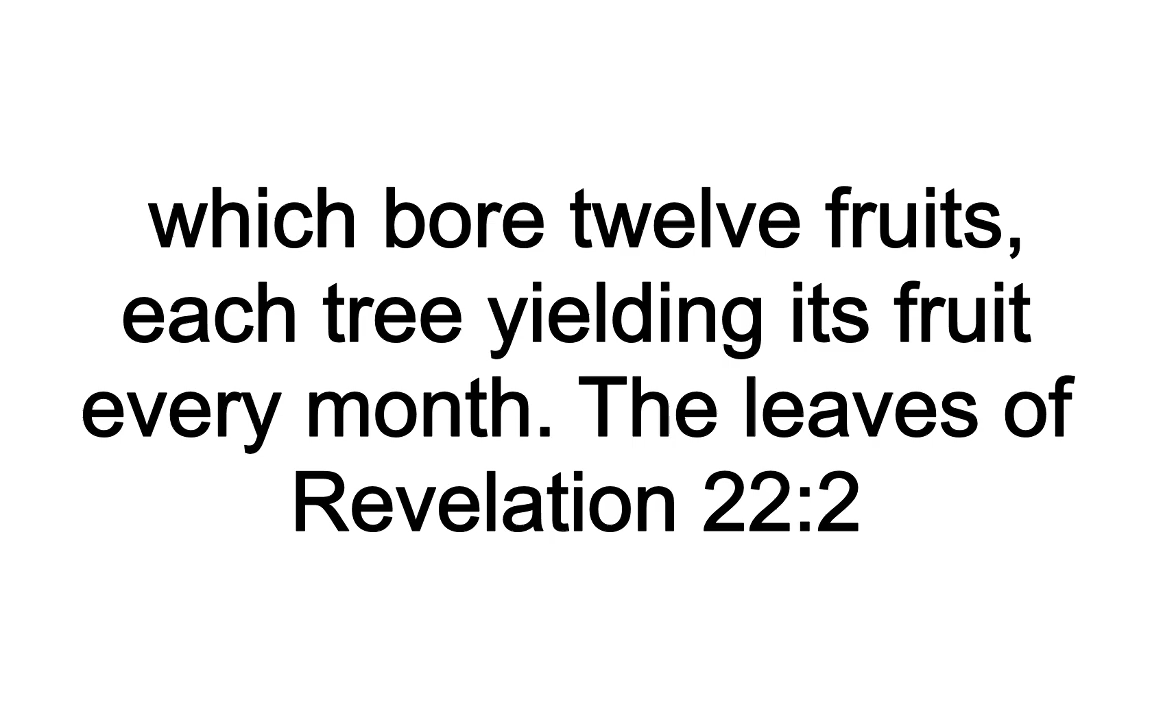 which bore twelve fruits,
each tree yielding its fruit
every month. The leaves of
Revelation 22:2